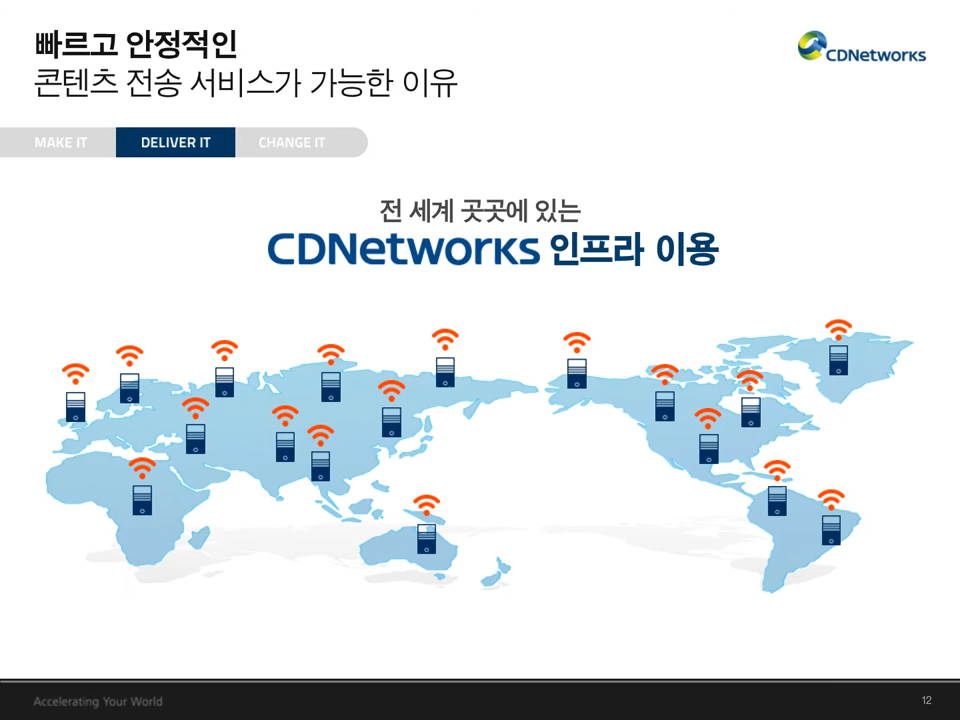 빠르고 안정적인
콘텐츠 전송 서비스가 가능한 이유
CDNetworks
MAKE IT
DELIVER IT
CHANGE IT
전 세계 곳곳에 있는
CDNetworks 인프라 이용
Accelerating Your World
12